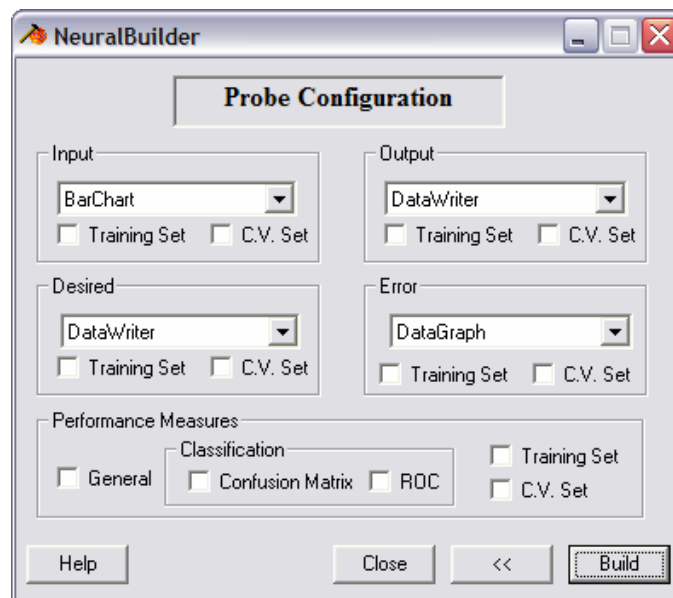 NeuralBuilder
Probe Configuration
Input
BarChart
Training Set C.V. Set
Output
DataWriter
Training Set C.V. Set
Desired
DataWriter
Training Set C.V. Set
Error
DataGraph
Training Set C.V. Set
Performance Measures
General
Classification
Confusion Matrix ROC
Training Set
C.V. Set
Help Close << Build